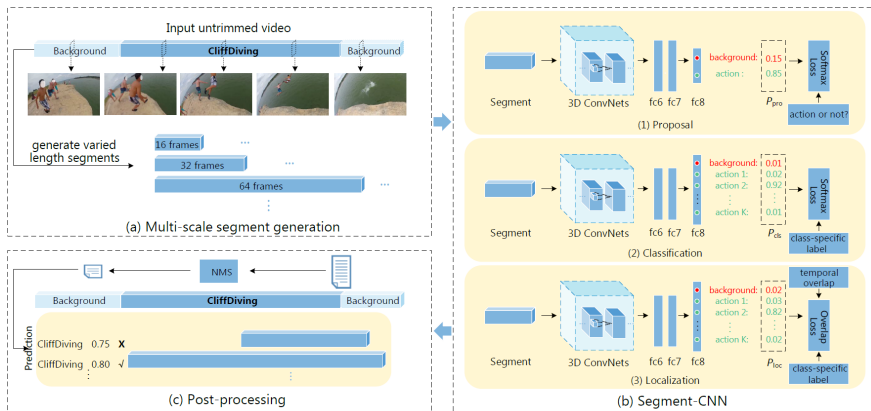 Input untrimmed video
Background
CliffDiving
Background
generate varied
length segments
16 frames
...
32 frames
...
64 frames
...
(a) Multi-scale segment generation
Segment
3D ConvNets
fc6
fc7
fc8
background: 0.15
action : 0.85
Ppro
Softmax
Loss
action or not?
(1) Proposal
Segment
3D ConvNets
fc6
fc7
fc8
background: 0.01
action 1: 0.02
action 2: 0.92
action K: 0.01
Pcls
Softmax
Loss
class-specific
label
(2) Classification
Segment
3D ConvNets
fc6
fc7
fc8
background: 0.02
action 1: 0.03
action 2: 0.82
action K: 0.02
Ploc
temporal
overlap
Overlap
Loss
class-specific
label
(3) Localization
(b) Segment-CNN
NMS
Background
CliffDiving
Background
Prediction
CliffDiving 0.75 X
CliffDiving 0.80 √
(c) Post-processing